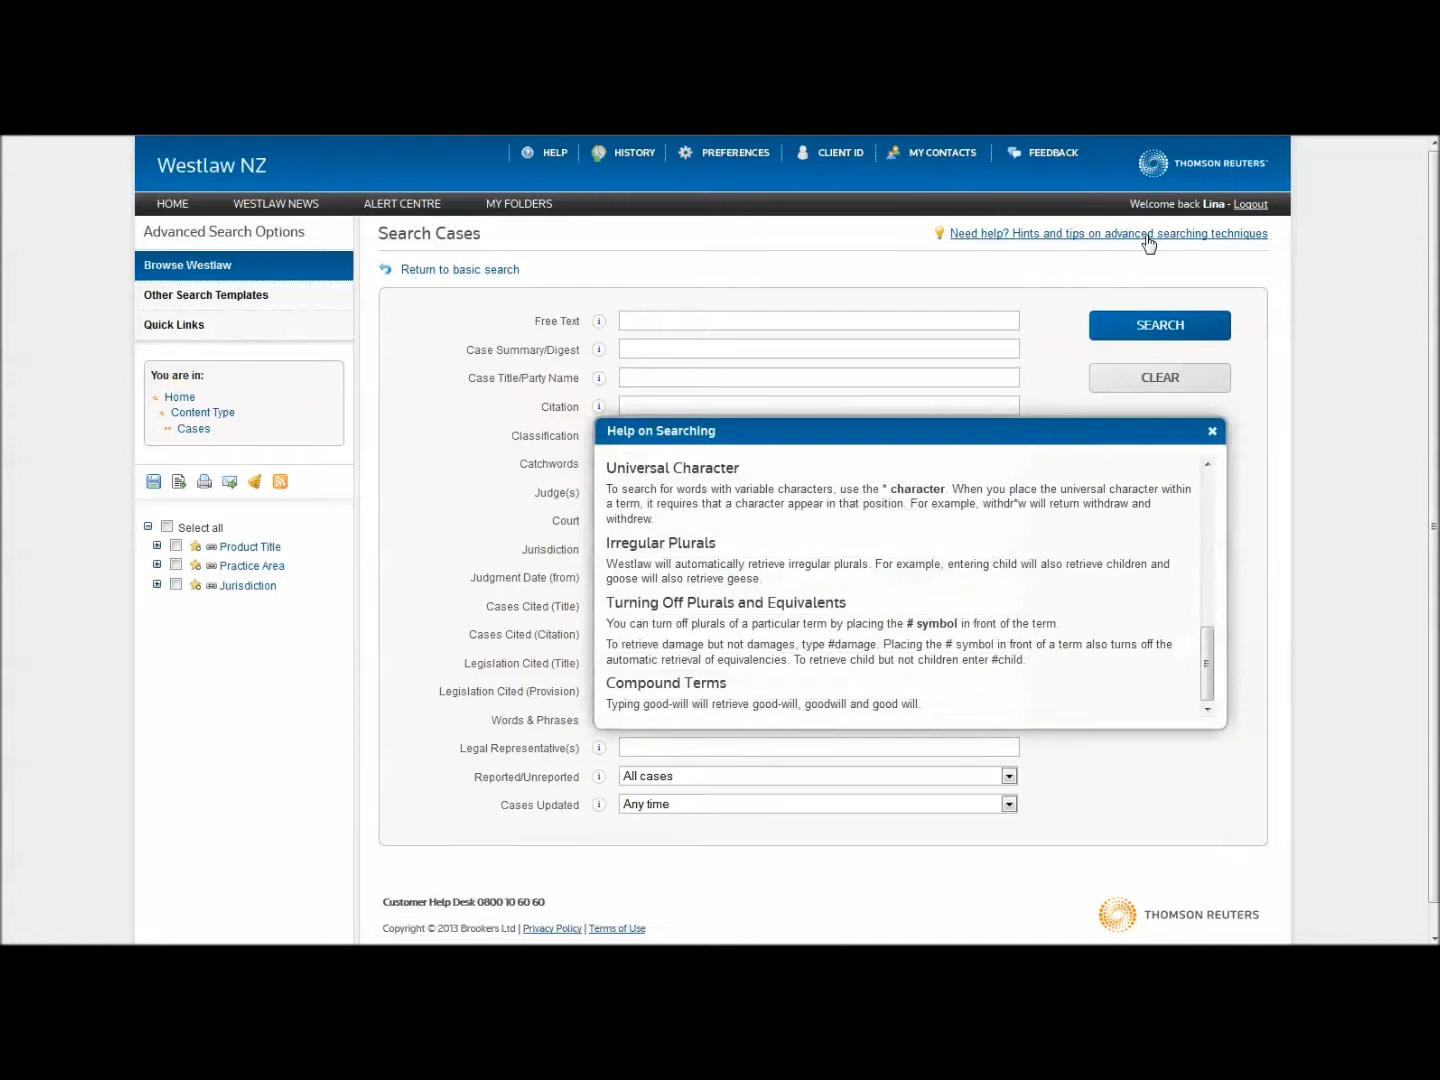 Westlaw NZ
HELP
HISTORY
PREFERENCES
CLIENT ID
MY CONTACTS
FEEDBACK
THOMSON REUTERS
HOME
WESTLAW NEWS
ALERT CENTRE
MY FOLDERS
Welcome back Lina - Logout
Advanced Search Options
Browse Westlaw
Other Search Templates
Quick Links
You are in:
Home
Content Type
Cases
Select all
Product Title
Practice Area
Jurisdiction
Search Cases
Need help? Hints and tips on advanced searching techniques
Return to basic search
Free Text
SEARCH
Case Summary/Digest
Case Title/Party Name
CLEAR
Citation
Classification
Catchwords
Judge(s)
Court
Jurisdiction
Judgment Date (from)
Cases Cited (Title)
Cases Cited (Citation)
Legislation Cited (Title)
Legislation Cited (Provision)
Words & Phrases
Legal Representative(s)
Reported/Unreported
All cases
Cases Updated
Any time
Help on Searching
Universal Character
To search for words with variable characters, use the * character. When you place the universal character within
a term, it requires that a character appear in that position. For example, withdr*w will return withdraw and
withdrew.
Irregular Plurals
Westlaw will automatically retrieve irregular plurals. For example, entering child will also retrieve children and
goose will also retrieve geese.
Turning Off Plurals and Equivalents
You can turn off plurals of a particular term by placing the # symbol in front of the term.
To retrieve damage but not damages, type #damage. Placing the # symbol in front of a term also turns off the
automatic retrieval of equivalencies. To retrieve child but not children enter #child.
Compound Terms
Typing good-will will retrieve good-will, goodwill and good will.
Customer Help Desk 0800 10 60 60
Copyright © 2013 Brookers Ltd | Privacy Policy | Terms of Use
THOMSON REUTERS